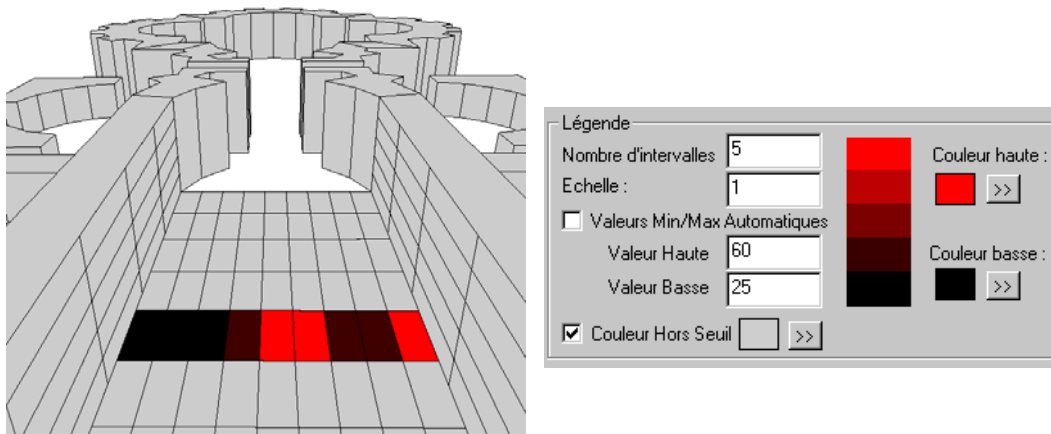 Légende
Nombre d'intervalles 5
Couleur haute :
Echelle : 1
>>
Valeurs Min/Max Automatiques
Valeur Haute 60
Couleur basse :
Valeur Basse 25
>>
Couleur Hors Seuil >>